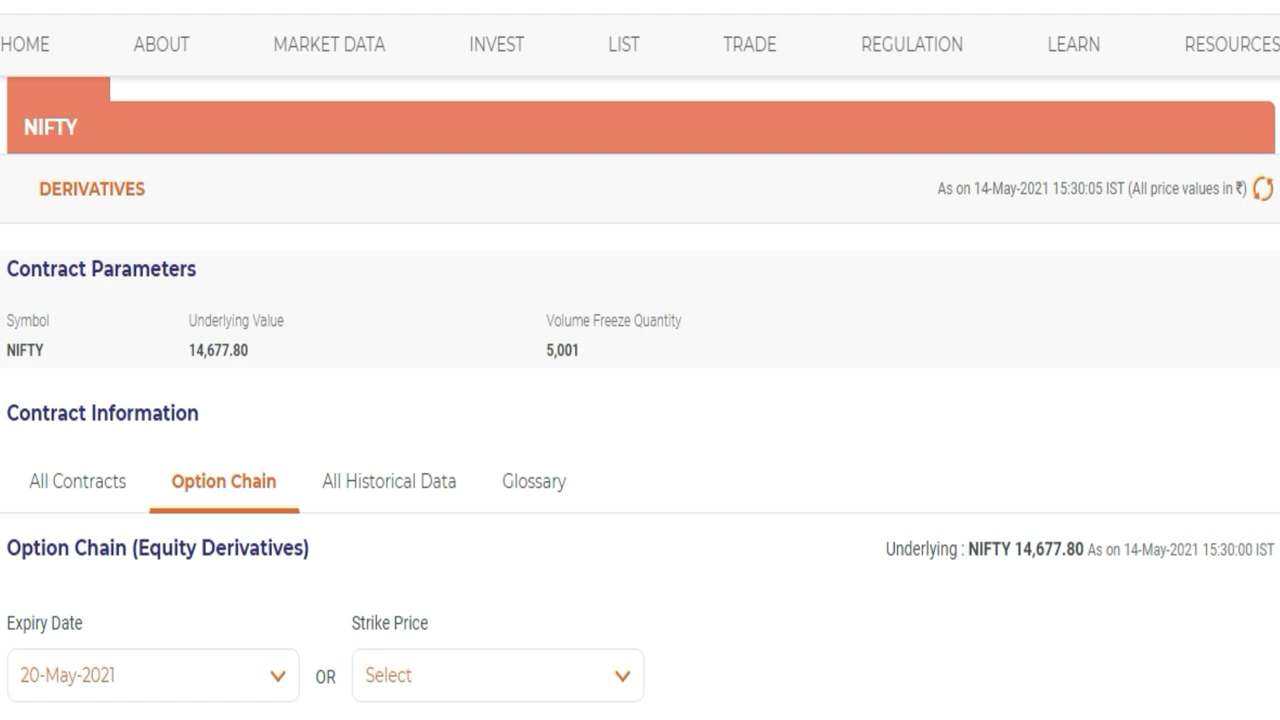 HOME ABOUT MARKET DATA INVEST LIST TRADE REGULATION LEARN RESOURCES
NIFTY
DERIVATIVES As on 14-May-2021 15:30:05 IST (All price values in ₹)
Contract Parameters
Symbol Underlying Value Volume Freeze Quantity
NIFTY 14,677.80 5,001
Contract Information
All Contracts Option Chain All Historical Data Glossary
Option Chain (Equity Derivatives) Underlying : NIFTY 14,677.80 As on 14-May-2021 15:30:00 IST
Expiry Date Strike Price
20-May-2021 OR Select